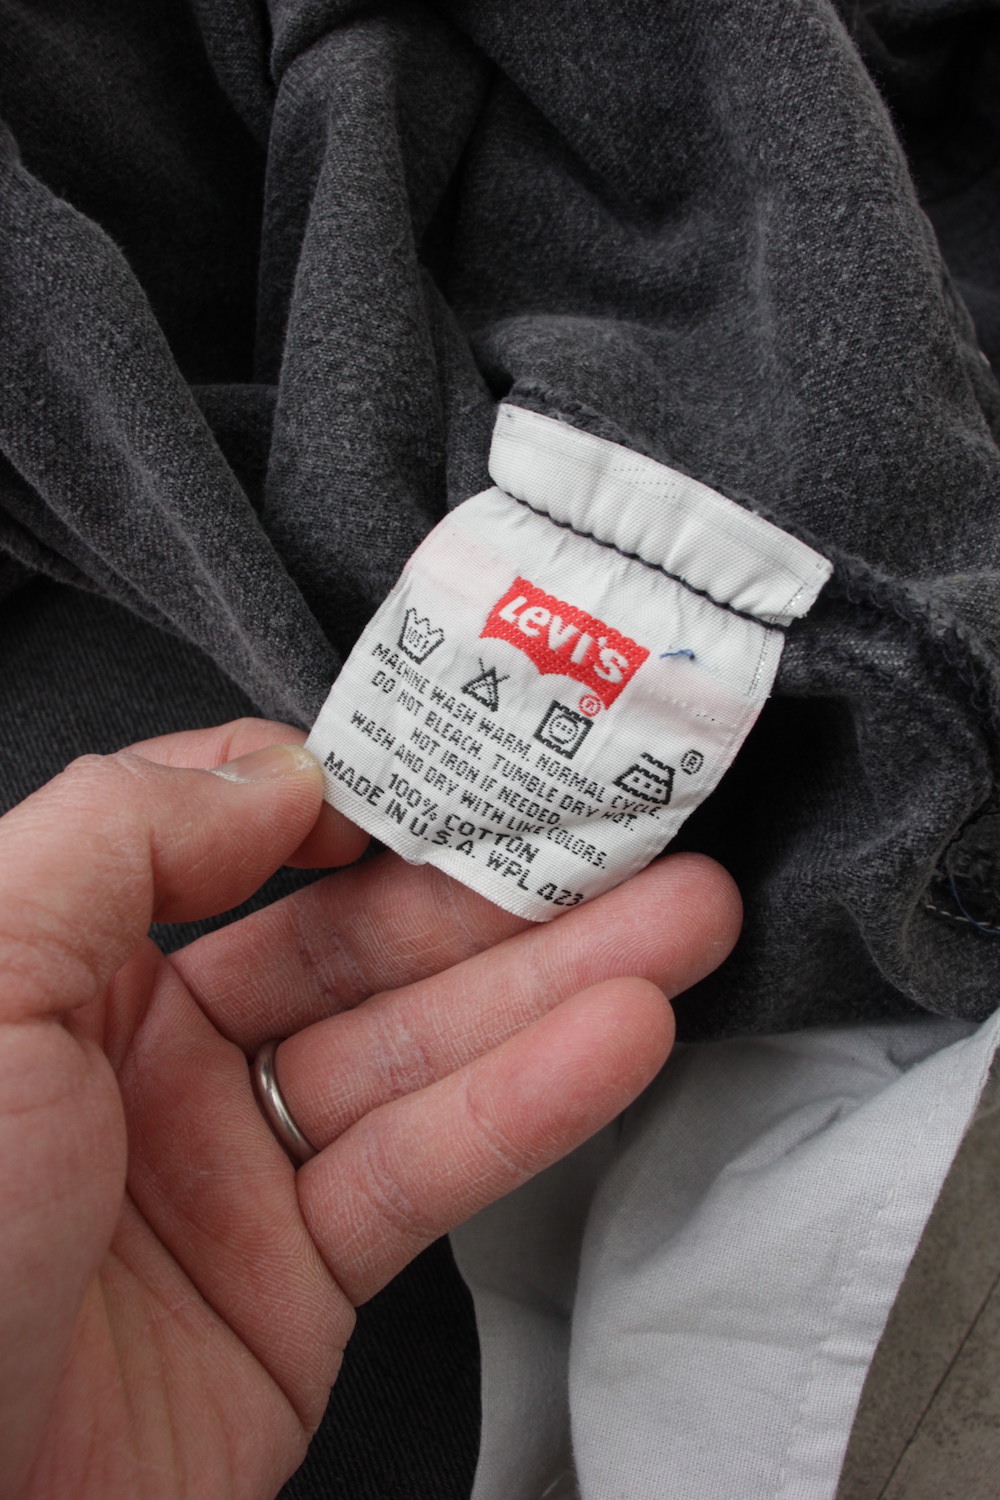 Levi's
®
105F
®
MACHINE WASH WARM. NORMAL CYCLE.
DO NOT BLEACH. TUMBLE DRY HOT.
HOT IRON IF NEEDED.
WASH AND DRY WITH LIKE COLORS.
100% COTTON
MADE IN U.S.A. WPL 423